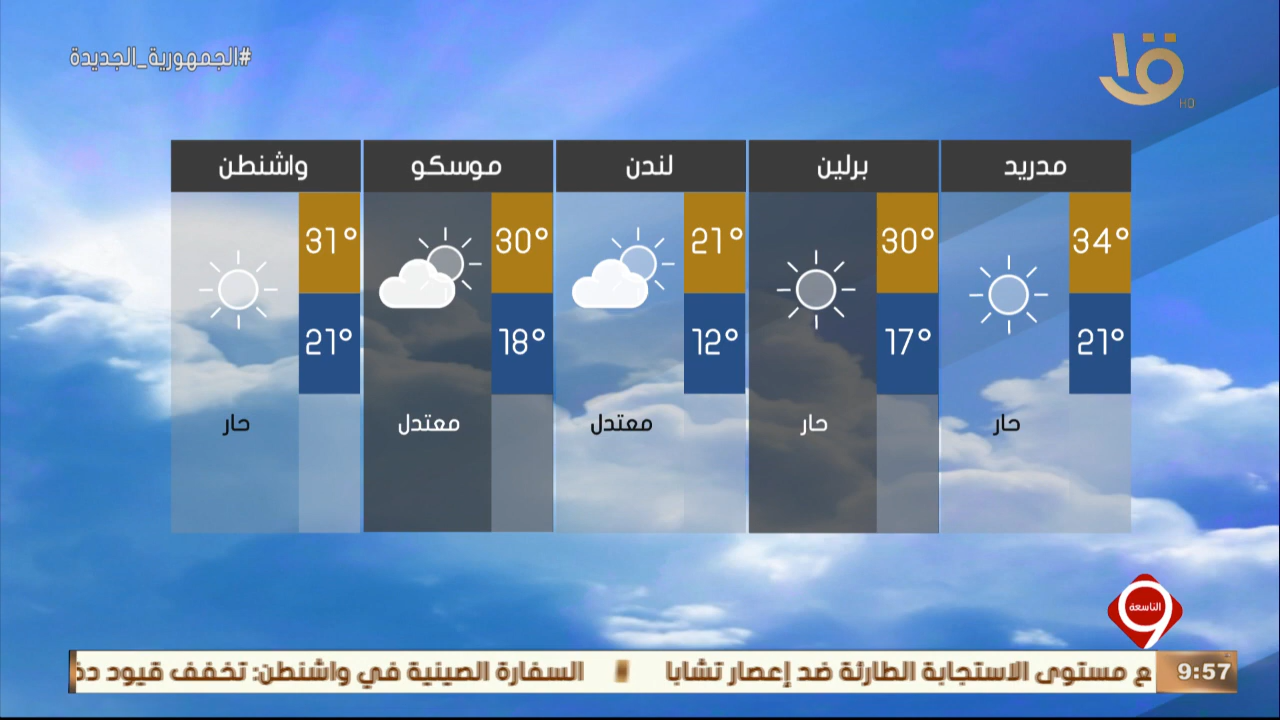 #الجمهورية_الجديدة
HD
مدريد
34°
21°
حار
برلين
30°
17°
حار
لندن
21°
12°
معتدل
موسكو
30°
18°
معتدل
واشنطن
31°
21°
حار
التاسعة
9
9:57
مستوى الاستجابة الطارئة ضد إعصار تشابا
السفارة الصينية في واشنطن: تخفف قيود